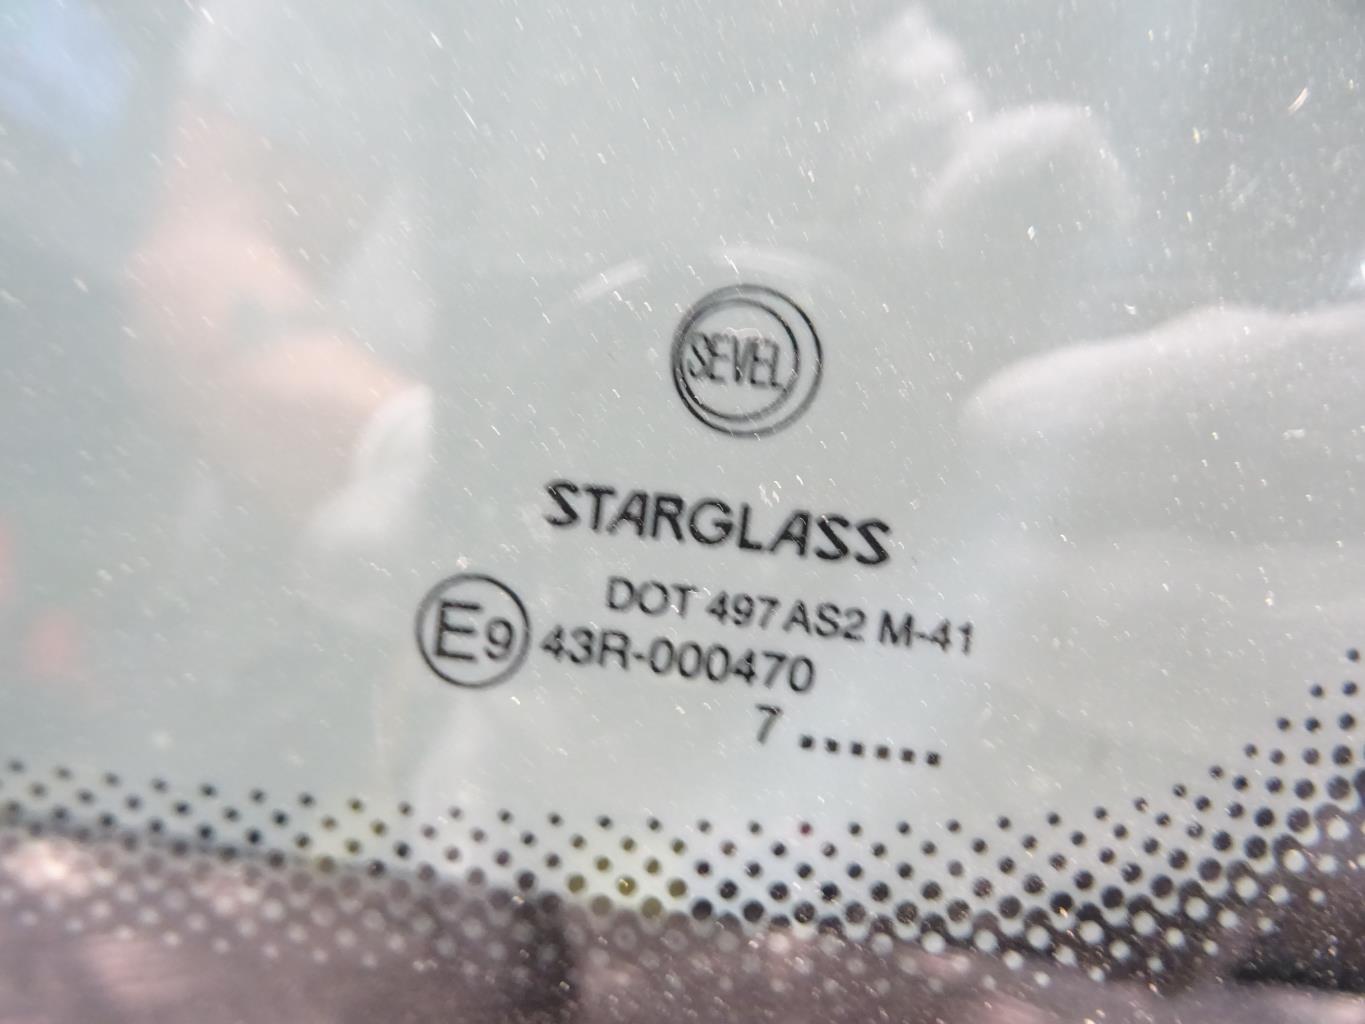 SEVEL
STARGLASS
DOT 497 AS2 M-41
E9 43R-000470
7 ......